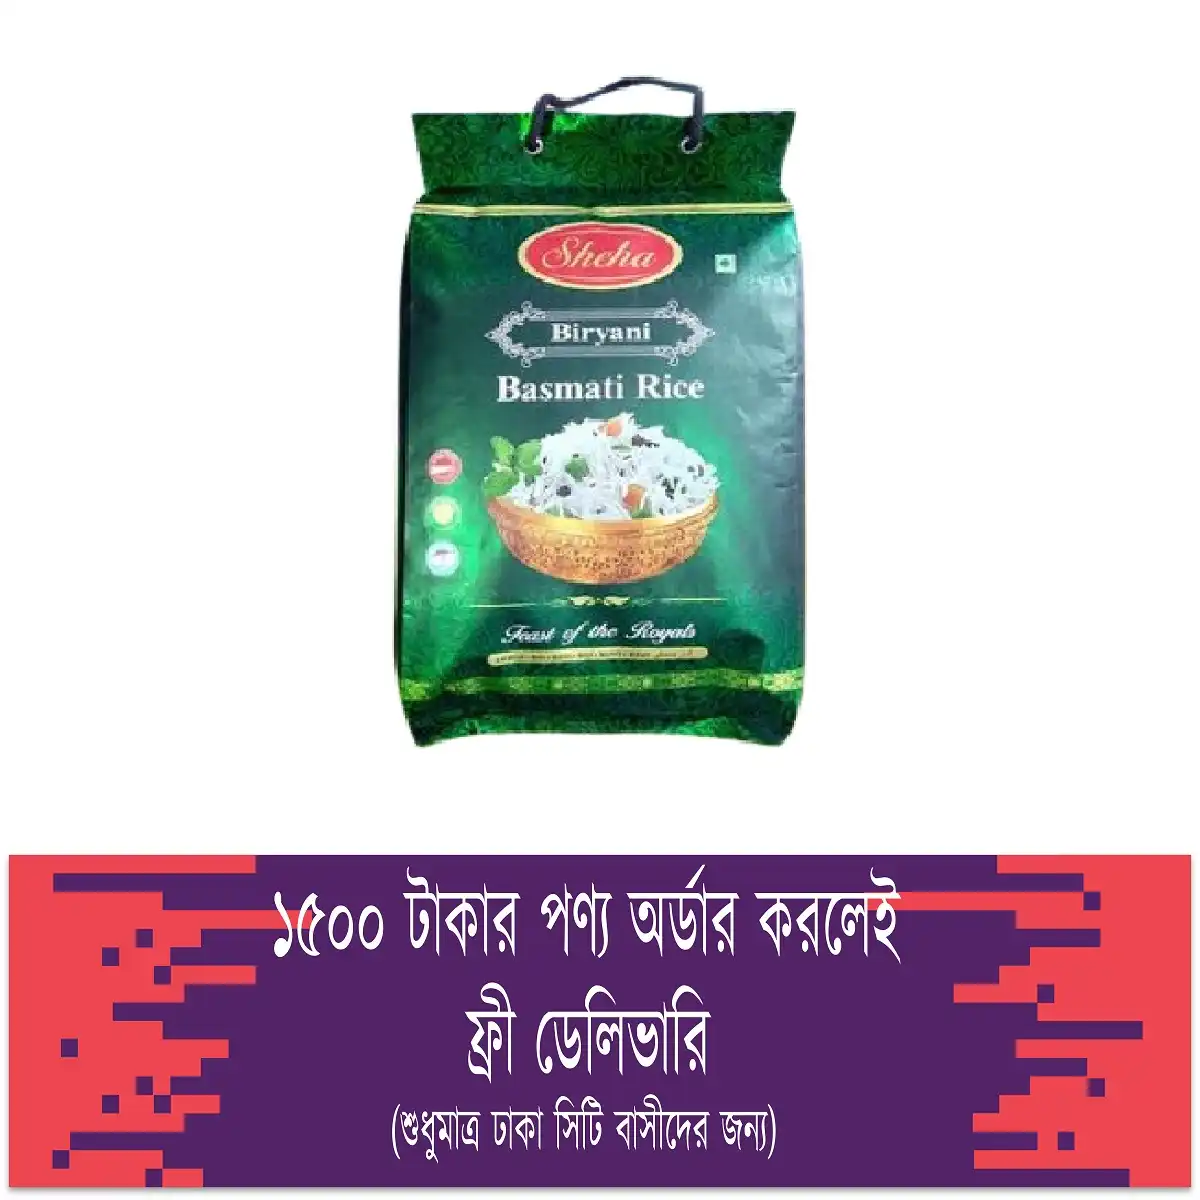 Sheha
Biryani
Basmati Rice
Feast of the Royals
১৫০০ টাকার পণ্য অর্ডার করলেই
ফ্রী ডেলিভারি
(শুধুমাত্র ঢাকা সিটি বাসীদের জন্য)